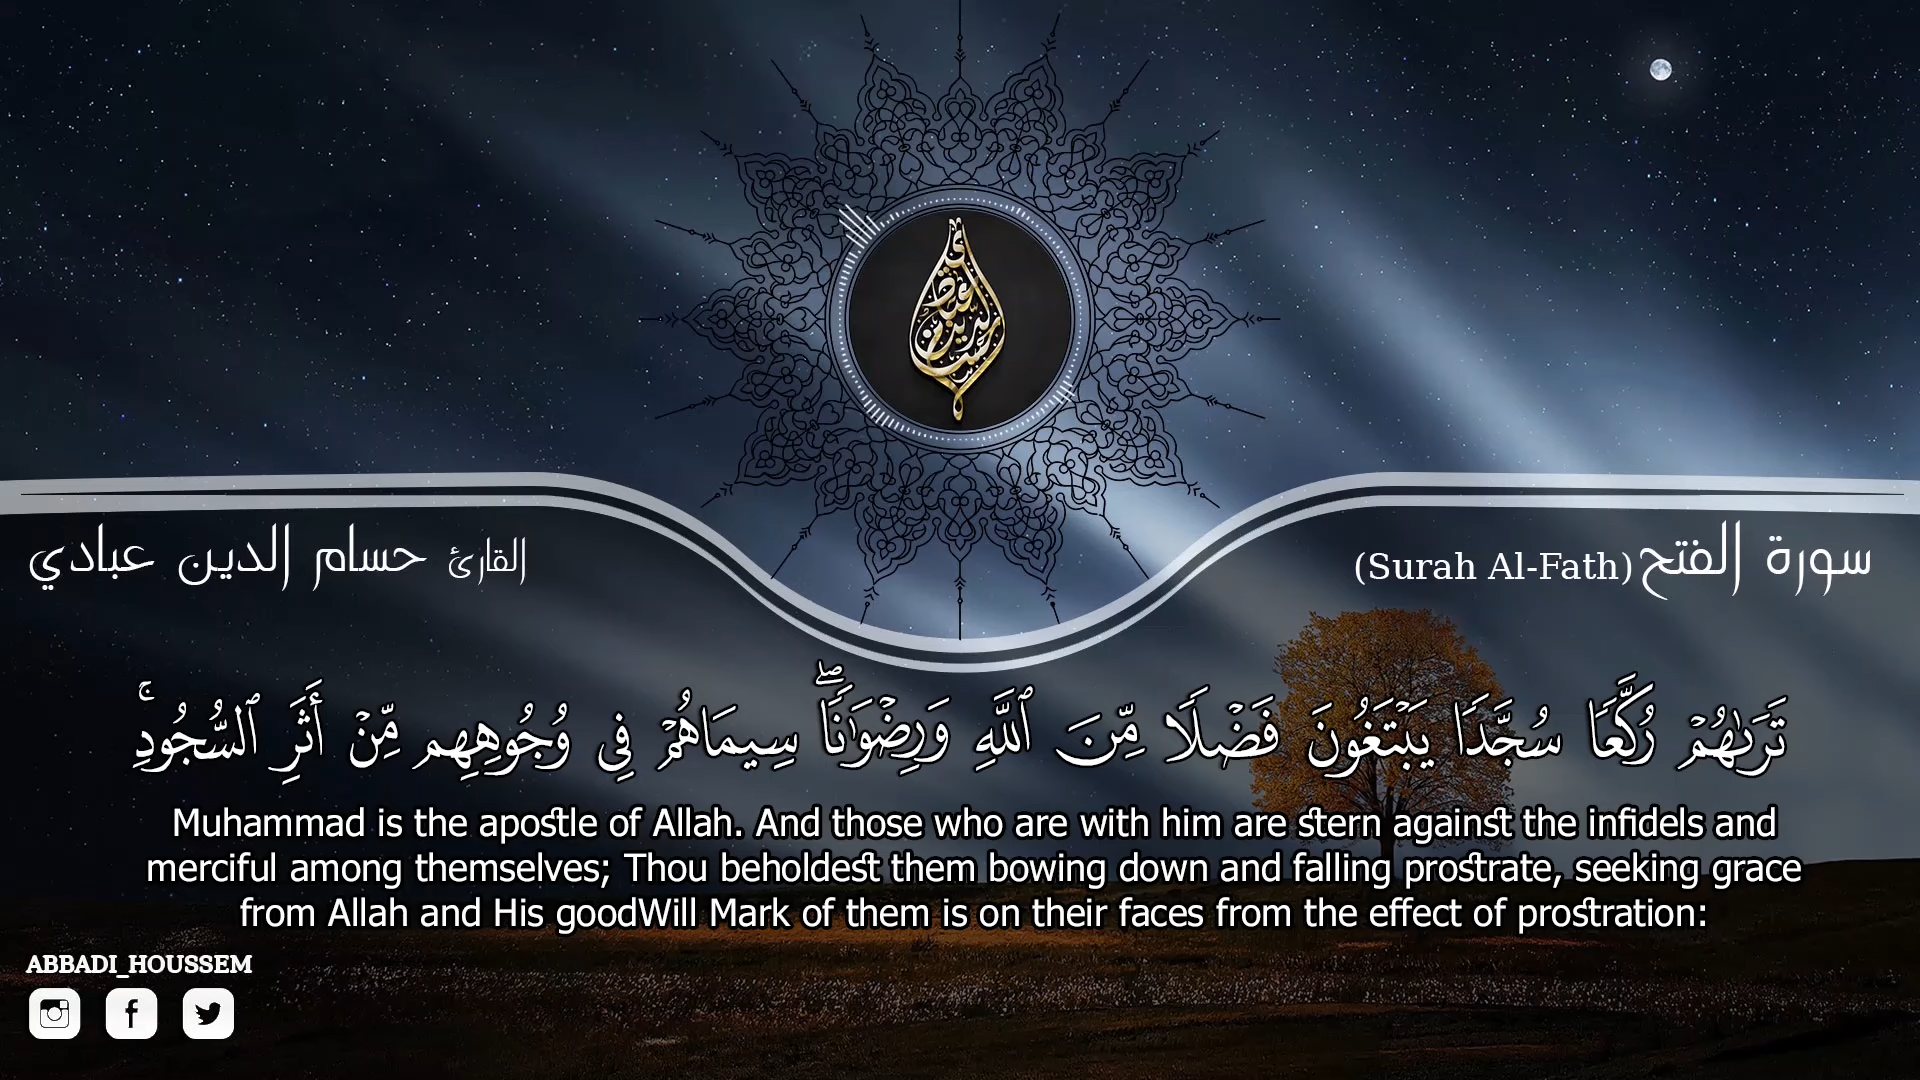 القارئ حسام الدين عبادي
سورة الفتح (Surah Al-Fath)
تَرَىٰهُمْ رُكَّعًا سُجَّدًا يَبْتَغُونَ فَضْلًا مِّنَ ٱللَّهِ وَرِضْوَٰنًا ۖ سِيمَاهُمْ فِى وُجُوهِهِم مِّنْ أَثَرِ ٱلسُّجُودِ ۚ
Muhammad is the apostle of Allah. And those who are with him are stern against the infidels and
merciful among themselves; Thou beholdest them bowing down and falling prostrate, seeking grace
from Allah and His goodWill Mark of them is on their faces from the effect of prostration:
ABBADI_HOUSSEM